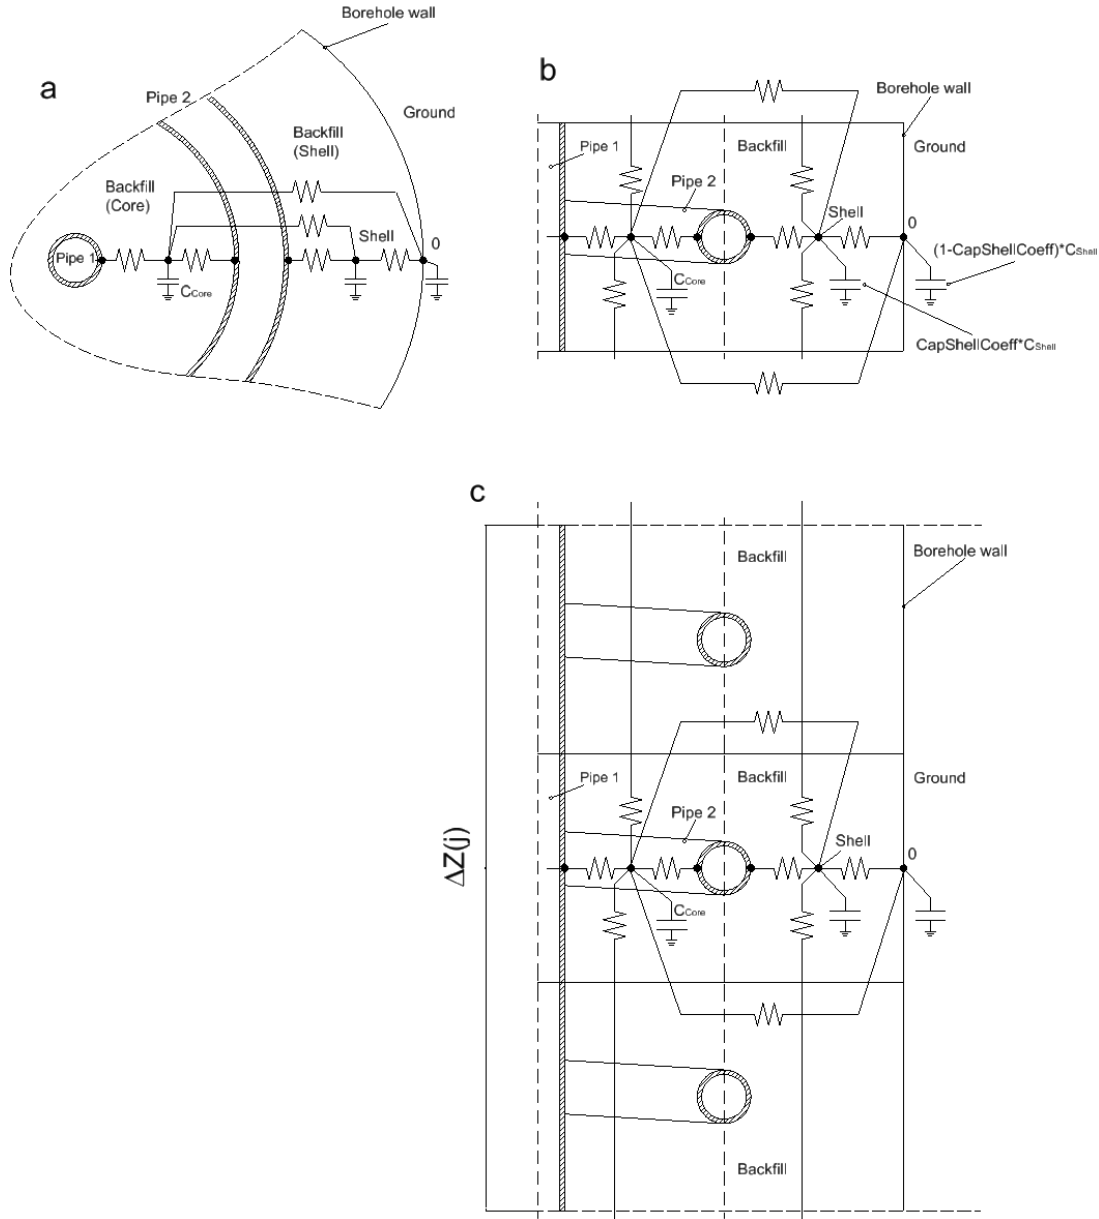 a
Borehole wall
Pipe 2
Ground
Backfill
(Shell)
Backfill
(Core)
Shell
0
Pipe 1
CCore
b
Borehole wall
Pipe 1
Backfill
Ground
Pipe 2
Shell
0
(1-CapShellCoeff)*CShell
CCore
CapShellCoeff*CShell
c
Backfill
Borehole wall
Pipe 1
Backfill
Ground
Pipe 2
Shell
0
ΔZ(j)
CCore
Backfill